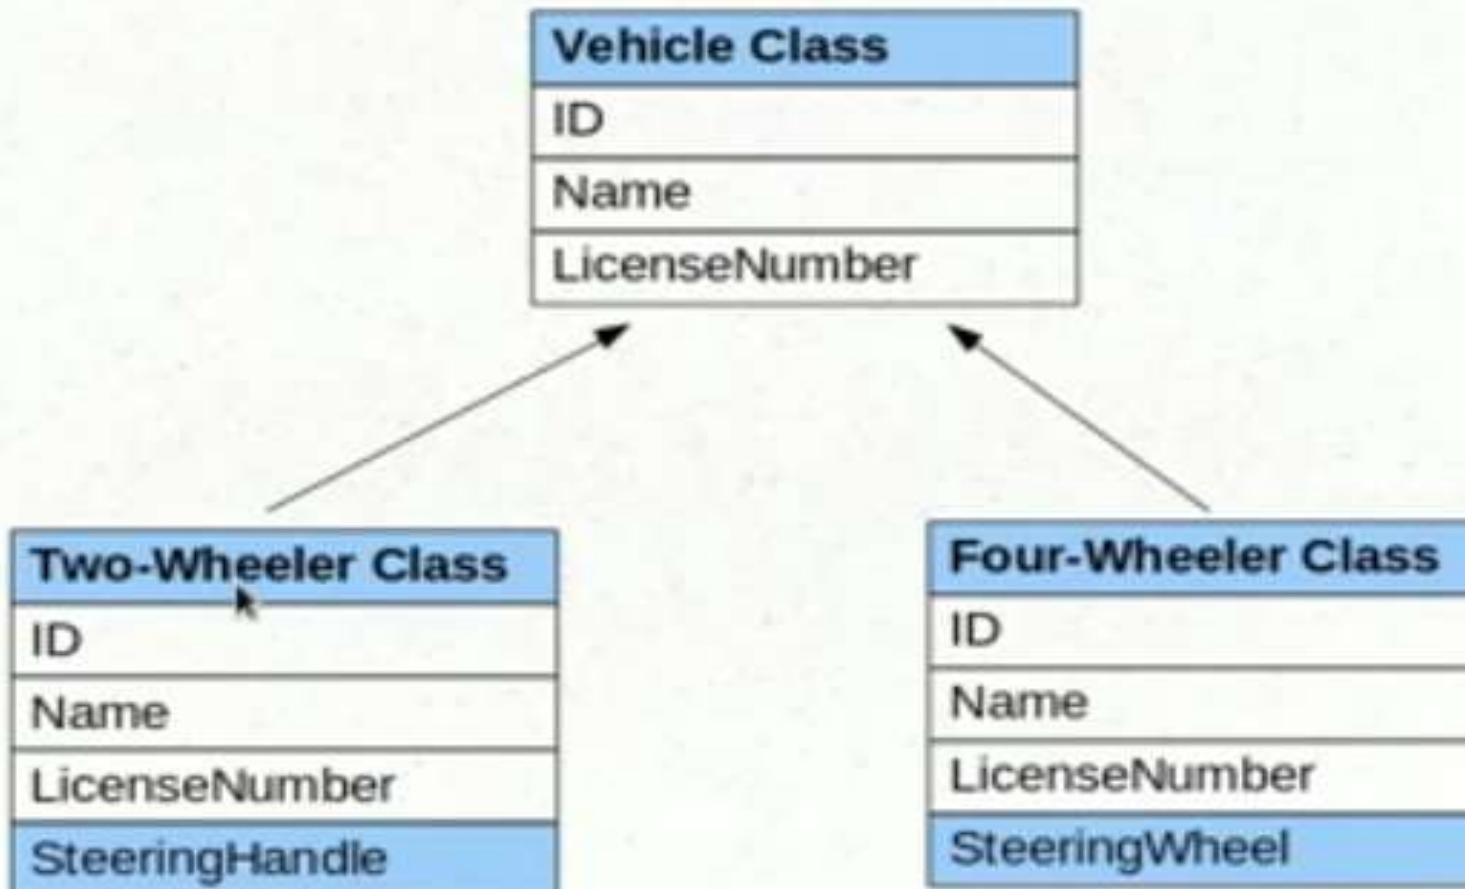 Vehicle Class
ID
Name
LicenseNumber
Two-Wheeler Class
ID
Name
LicenseNumber
SteeringHandle
Four-Wheeler Class
ID
Name
LicenseNumber
SteeringWheel